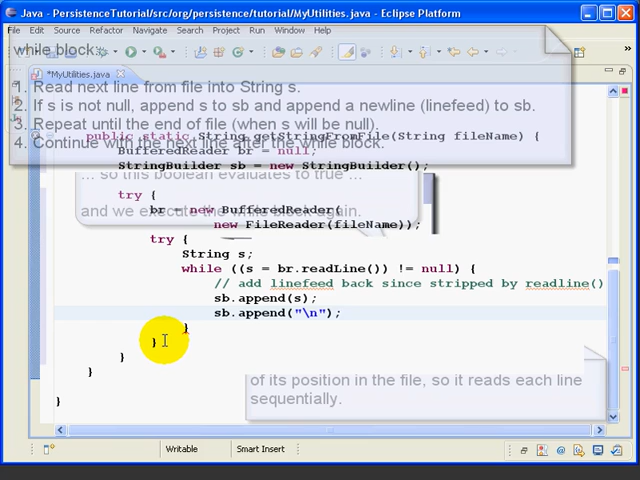 Java - PersistenceTutorial/src/org/persistence/tutorial/MyUtilities.java - Eclipse Platform
File Edit Source Refactor Navigate Search Project Run Window Help
while block:
*MyUtilities.java
1. Read next line from file into String s.
2. If s is not null, append s to sb and append a newline (linefeed) to sb.
3. Repeat until the end of file (when s will be null).
public static String getStringFromFile(String fileName) {
4. Continue with the next line after the while block.
BufferedReader br = null;
StringBuilder sb = new StringBuilder();
... so this boolean evaluates to true ...
try {
and we execute the while block again.
br = new BufferedReader(
new FileReader(fileName));
try {
String s;
while ((s = br.readLine()) != null) {
// add linefeed back since stripped by readline()
sb.append(s);
sb.append("\n");
}
}
}
}
of its position in the file, so it reads each line
sequentially.
}
Writable Smart Insert